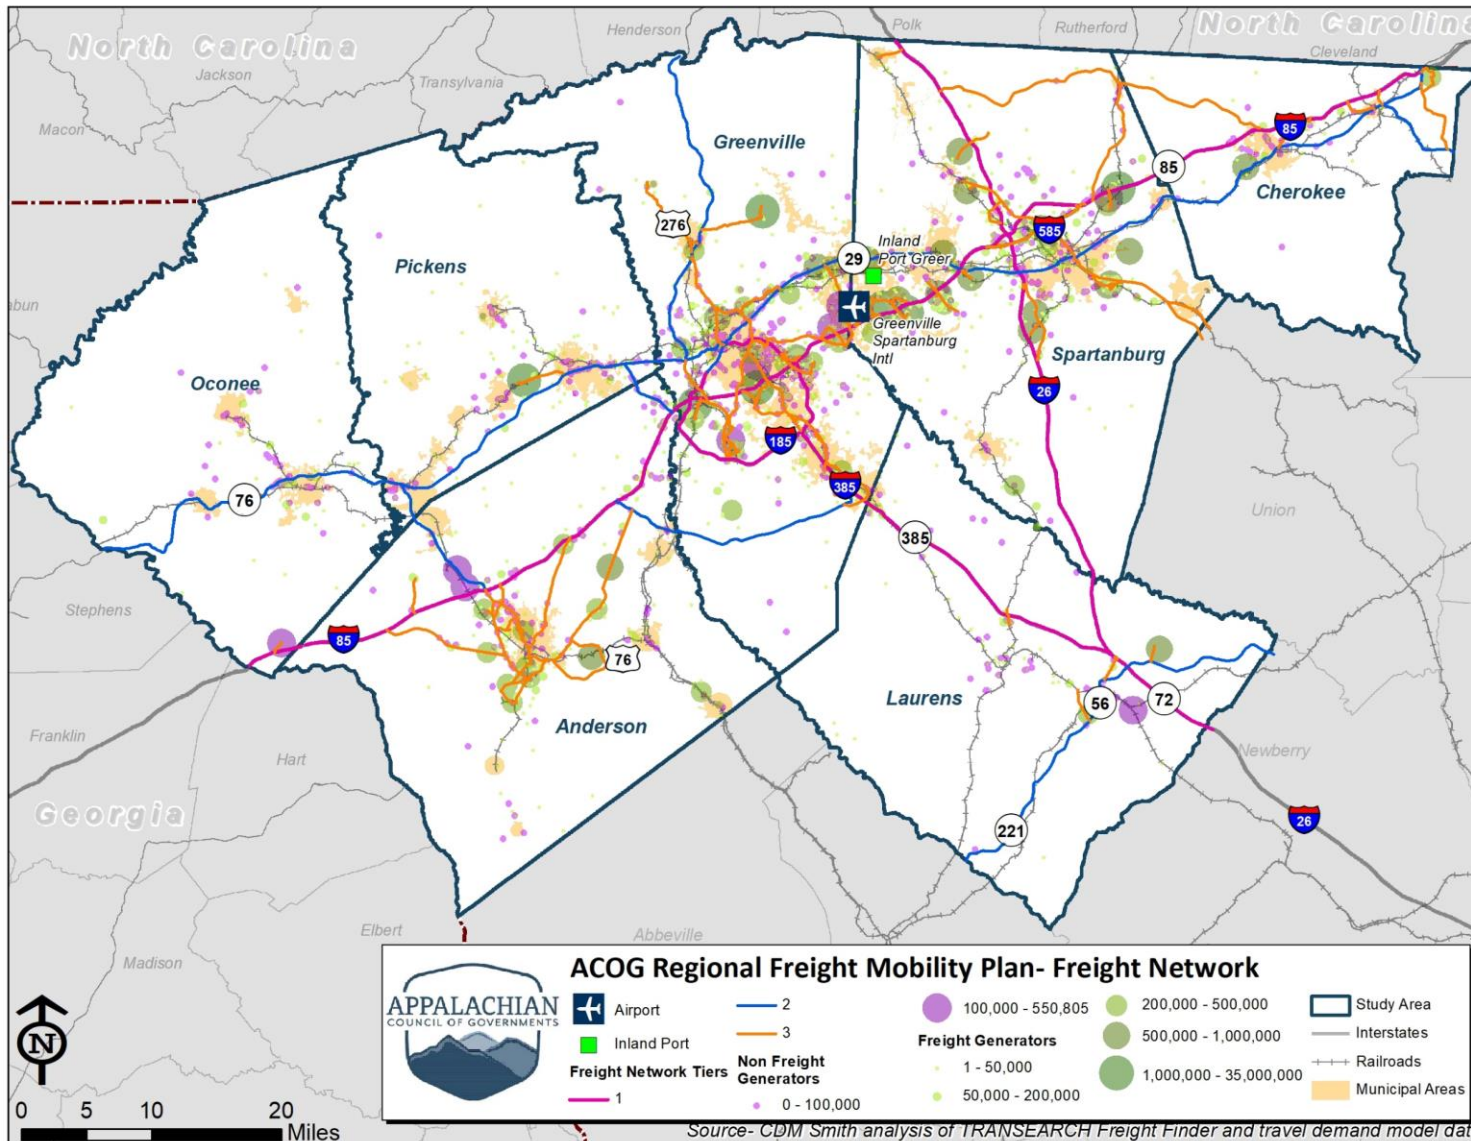 North Carolina
Henderson
Polk
Rutherford
North Carolina
Cleveland
Jackson
Transylvania
Macon
Greenville
85
85
Cherokee
276
585
Pickens
29
Inland
Port Greer
Greenville
Spartanburg
Intl
Spartanburg
Oconee
26
185
385
76
Union
385
Stephens
85
76
Laurens
56
72
Franklin
Anderson
Hart
Newberry
Georgia
26
221
Elbert
Abbeville
Madison
N
0 5 10 20
Miles
APPALACHIAN
COUNCIL OF GOVERNMENTS
ACOG Regional Freight Mobility Plan- Freight Network
Airport
Inland Port
Freight Network Tiers
1
2
3
Non Freight
Generators
0 - 100,000
100,000 - 550,805
Freight Generators
1 - 50,000
50,000 - 200,000
200,000 - 500,000
500,000 - 1,000,000
1,000,000 - 35,000,000
Study Area
Interstates
Railroads
Municipal Areas
Source- CDM Smith analysis of TRANSEARCH Freight Finder and travel demand model dat